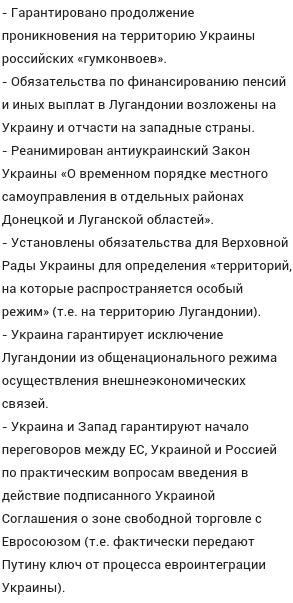 - Гарантировано продолжение
проникновения на территорию Украины
российских «гумконвоев».
- Обязательства по финансированию пенсий
и иных выплат в Лугандонии возложены на
Украину и отчасти на западные страны.
- Реанимирован антиукраинский Закон
Украины «О временном порядке местного
самоуправления в отдельных районах
Донецкой и Луганской областей».
- Установлены обязательства для Верховной
Рады Украины для определения «территорий,
на которые распространяется особый
режим» (т.е. на территорию Лугандонии).
- Украина гарантирует исключение
Лугандонии из общенационального режима
осуществления внешнеэкономических
связей.
- Украина и Запад гарантируют начало
переговоров между ЕС, Украиной и Россией
по практическим вопросам введения в
действие подписанного Украиной
Соглашения о зоне свободной торговле с
Евросоюзом (т.е. фактически передают
Путину ключ от процесса евроинтеграции
Украины).